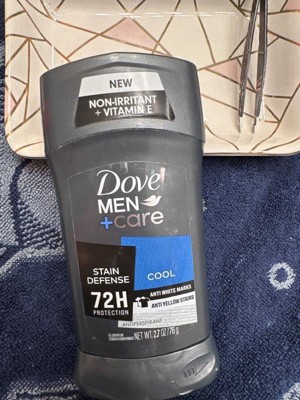 NEW
NON-IRRITANT
+ VITAMIN E
Dove
MEN
+care
STAIN
DEFENSE
COOL
72H
PROTECTION
ANTI WHITE MARKS
ANTI YELLOW STAINS
ANTIPERSPIRANT
NET WT. 2.7 OZ/76 g